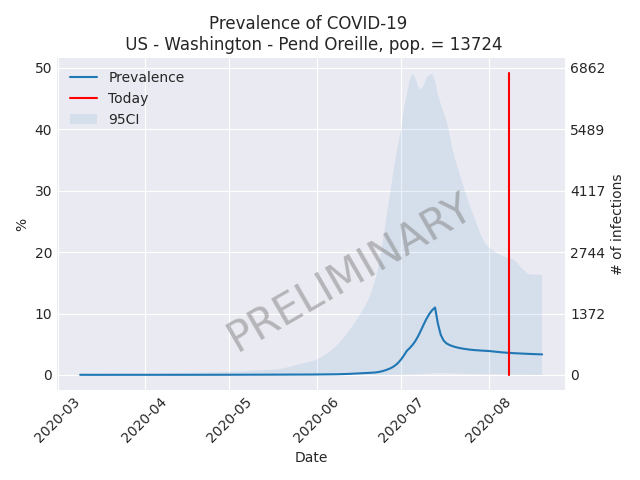 Prevalence of COVID-19
US - Washington - Pend Oreille, pop. = 13724
Prevalence
Today
95CI
PRELIMINARY
%
50
40
30
20
10
0
6862
5489
4117
2744
1372
0
# of infections
2020-03
2020-04
2020-05
2020-06
2020-07
2020-08
Date